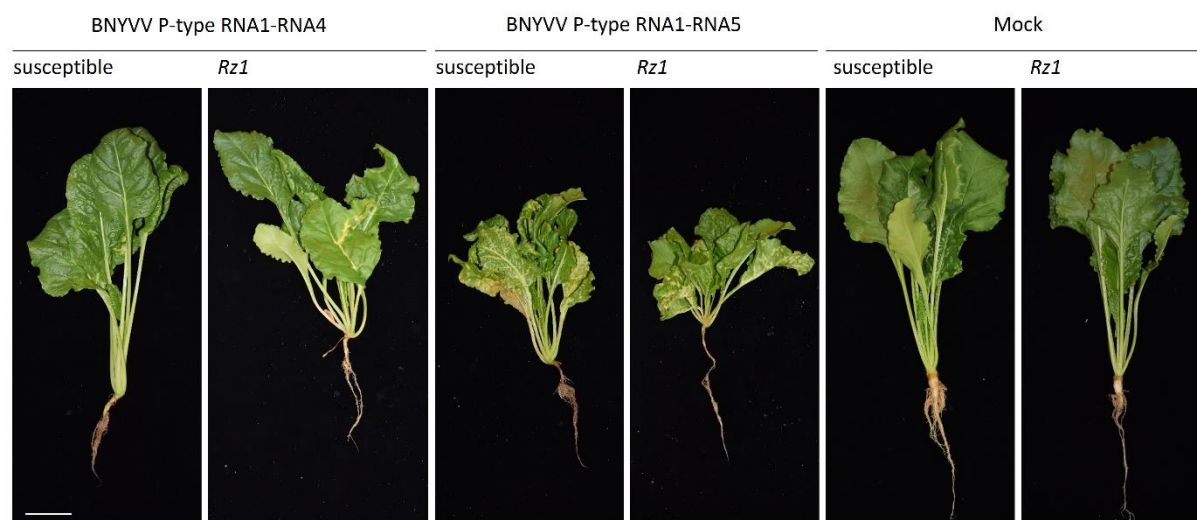 BNYVV P-type RNA1-RNA4 BNYVV P-type RNA1-RNA5 Mock
susceptible Rz1 susceptible Rz1 susceptible Rz1